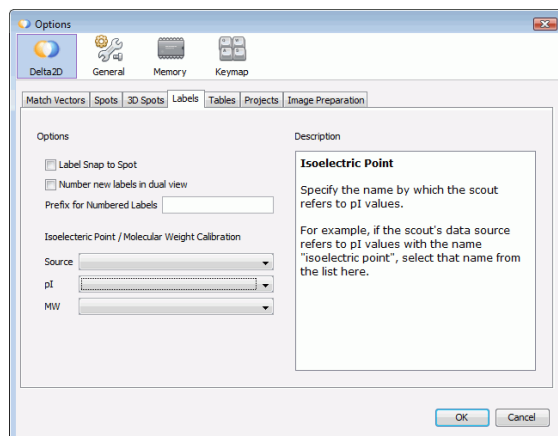 Options
Delta2D
General
Memory
Keymap
Match Vectors
Spots
3D Spots
Labels
Tables
Projects
Image Preparation
Options
Label Snap to Spot
Number new labels in dual view
Prefix for Numbered Labels
Isoelecteric Point / Molecular Weight Calibration
Source
pI
MW
Description
Isoelectric Point
Specify the name by which the scout
refers to pI values.
For example, if the scout's data source
refers to pI values with the name
"isoelectric point", select that name from
the list here.
OK
Cancel